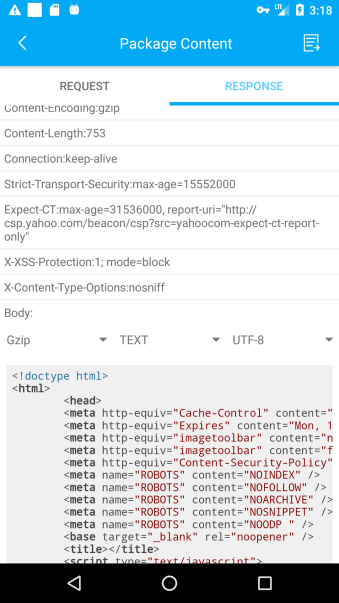 3:18
Package Content
REQUEST
RESPONSE
Content-Encoding:gzip
Content-Length:753
Connection:keep-alive
Strict-Transport-Security:max-age=15552000
Expect-CT:max-age=31536000, report-uri="http://
csp.yahoo.com/beacon/csp?src=yahoocom-expect-ct-report-
only"
X-XSS-Protection:1; mode=block
X-Content-Type-Options:nosniff
Body:
Gzip TEXT UTF-8
<!doctype html>
<html>
<head>
<meta http-equiv="Cache-Control" content="
<meta http-equiv="Expires" content="Mon, 1
<meta http-equiv="imagetoolbar" content="n
<meta http-equiv="imagetoolbar" content="f
<meta http-equiv="Content-Security-Policy"
<meta name="ROBOTS" content="NOINDEX" />
<meta name="ROBOTS" content="NOFOLLOW" />
<meta name="ROBOTS" content="NOARCHIVE" />
<meta name="ROBOTS" content="NOSNIPPET" />
<meta name="ROBOTS" content="NOODP " />
<base target="_blank" rel="noopener" />
<title></title>
<script type="text/javascript">